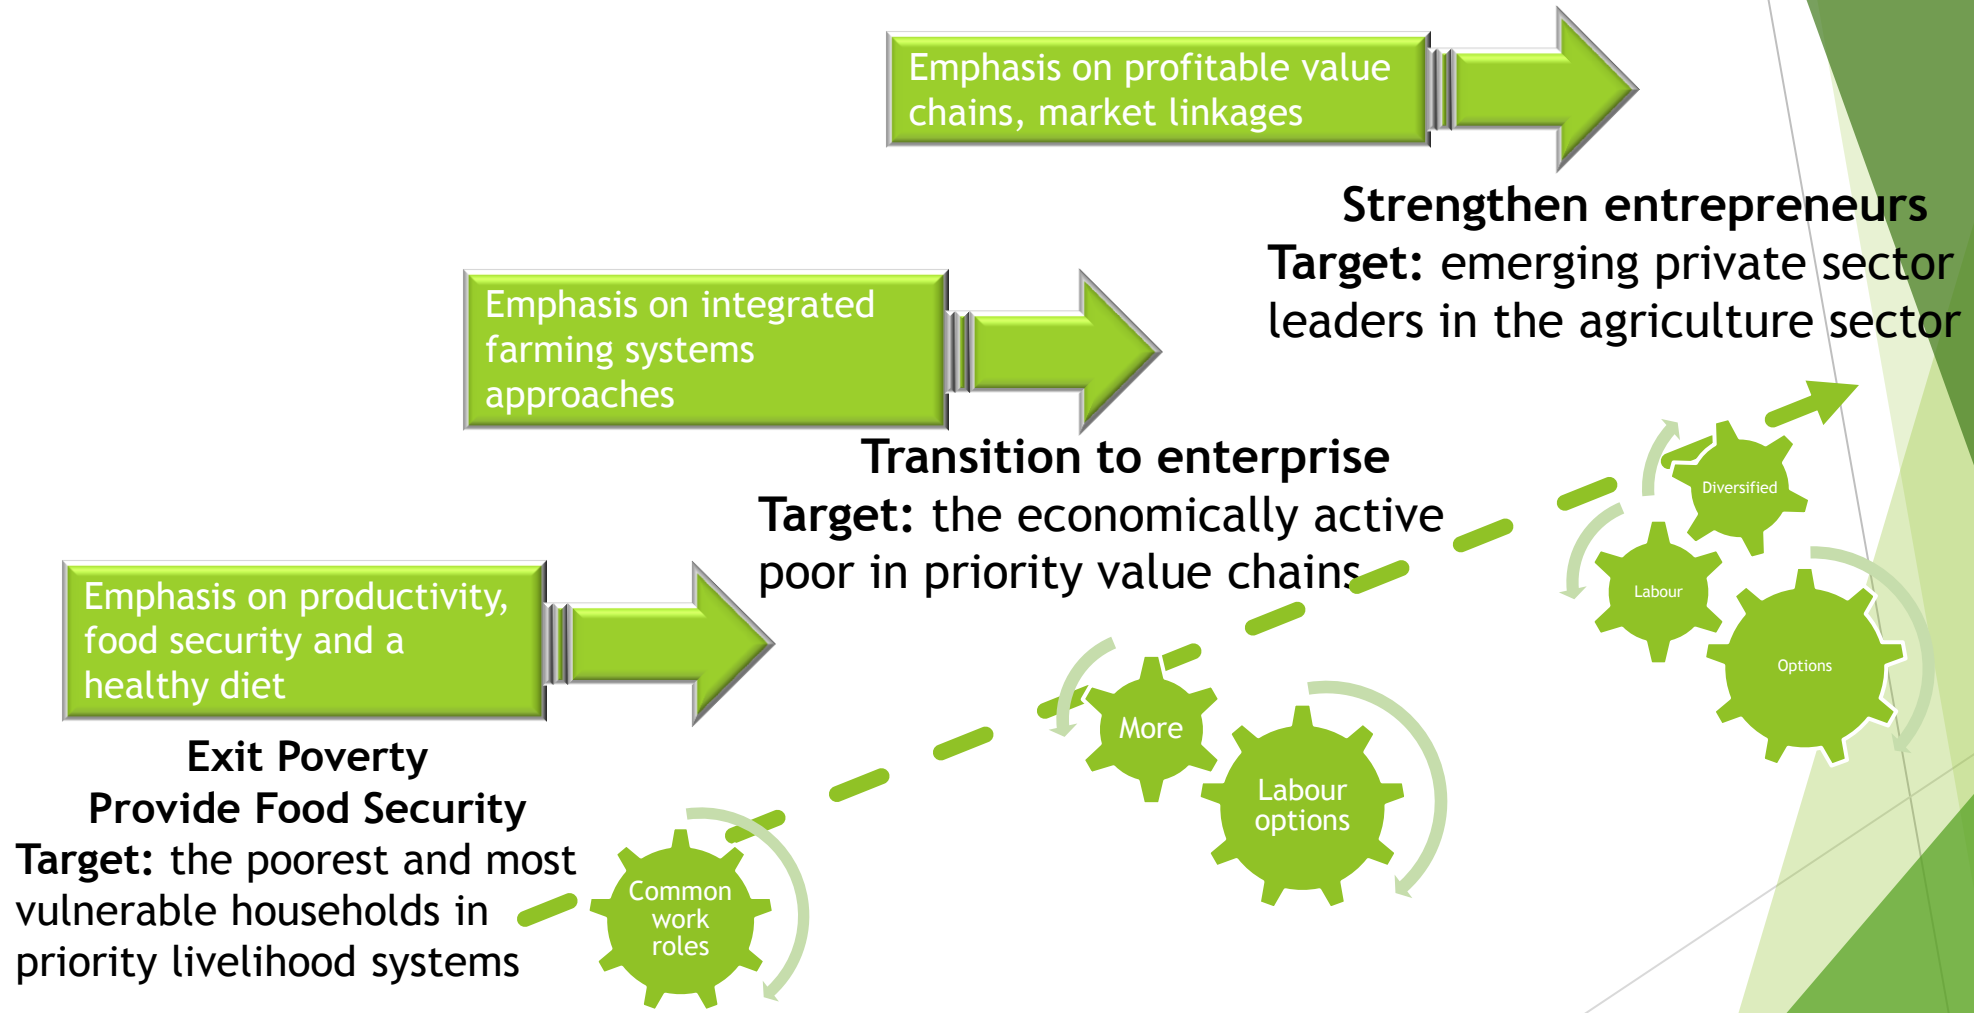 Emphasis on profitable value
chains, market linkages
Strengthen entrepreneurs
Target: emerging private sector
leaders in the agriculture sector
Emphasis on integrated
farming systems
approaches
Transition to enterprise
Target: the economically active
poor in priority value chains
Emphasis on productivity,
food security and a
healthy diet
Exit Poverty
Provide Food Security
Target: the poorest and most
vulnerable households in
priority livelihood systems
Common
work
roles
More
Labour
options
Diversified
Labour
Options